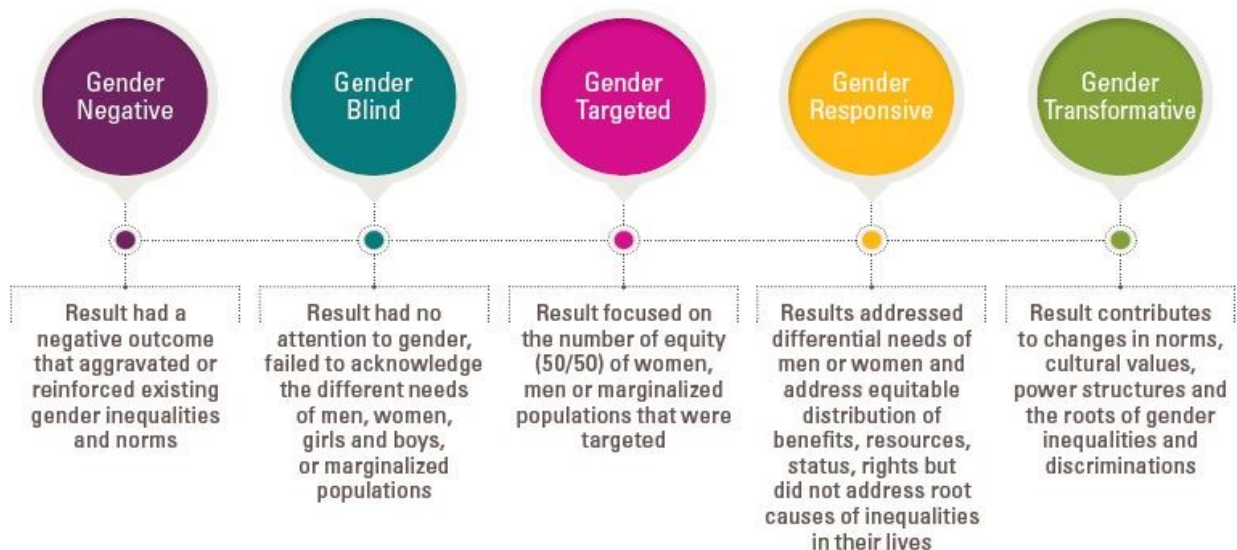 Gender
Negative
Gender
Blind
Gender
Targeted
Gender
Responsive
Gender
Transformative
Result had a
negative outcome
that aggravated or
reinforced existing
gender inequalities
and norms
Result had no
attention to gender,
failed to acknowledge
the different needs
of men, women,
girls and boys,
or marginalized
populations
Result focused on
the number of equity
(50/50) of women,
men or marginalized
populations that were
targeted
Results addressed
differential needs of
men or women and
address equitable
distribution of
benefits, resources,
status, rights but
did not address root
causes of inequalities
in their lives
Result contributes
to changes in norms,
cultural values,
power structures and
the roots of gender
inequalities and
discriminations